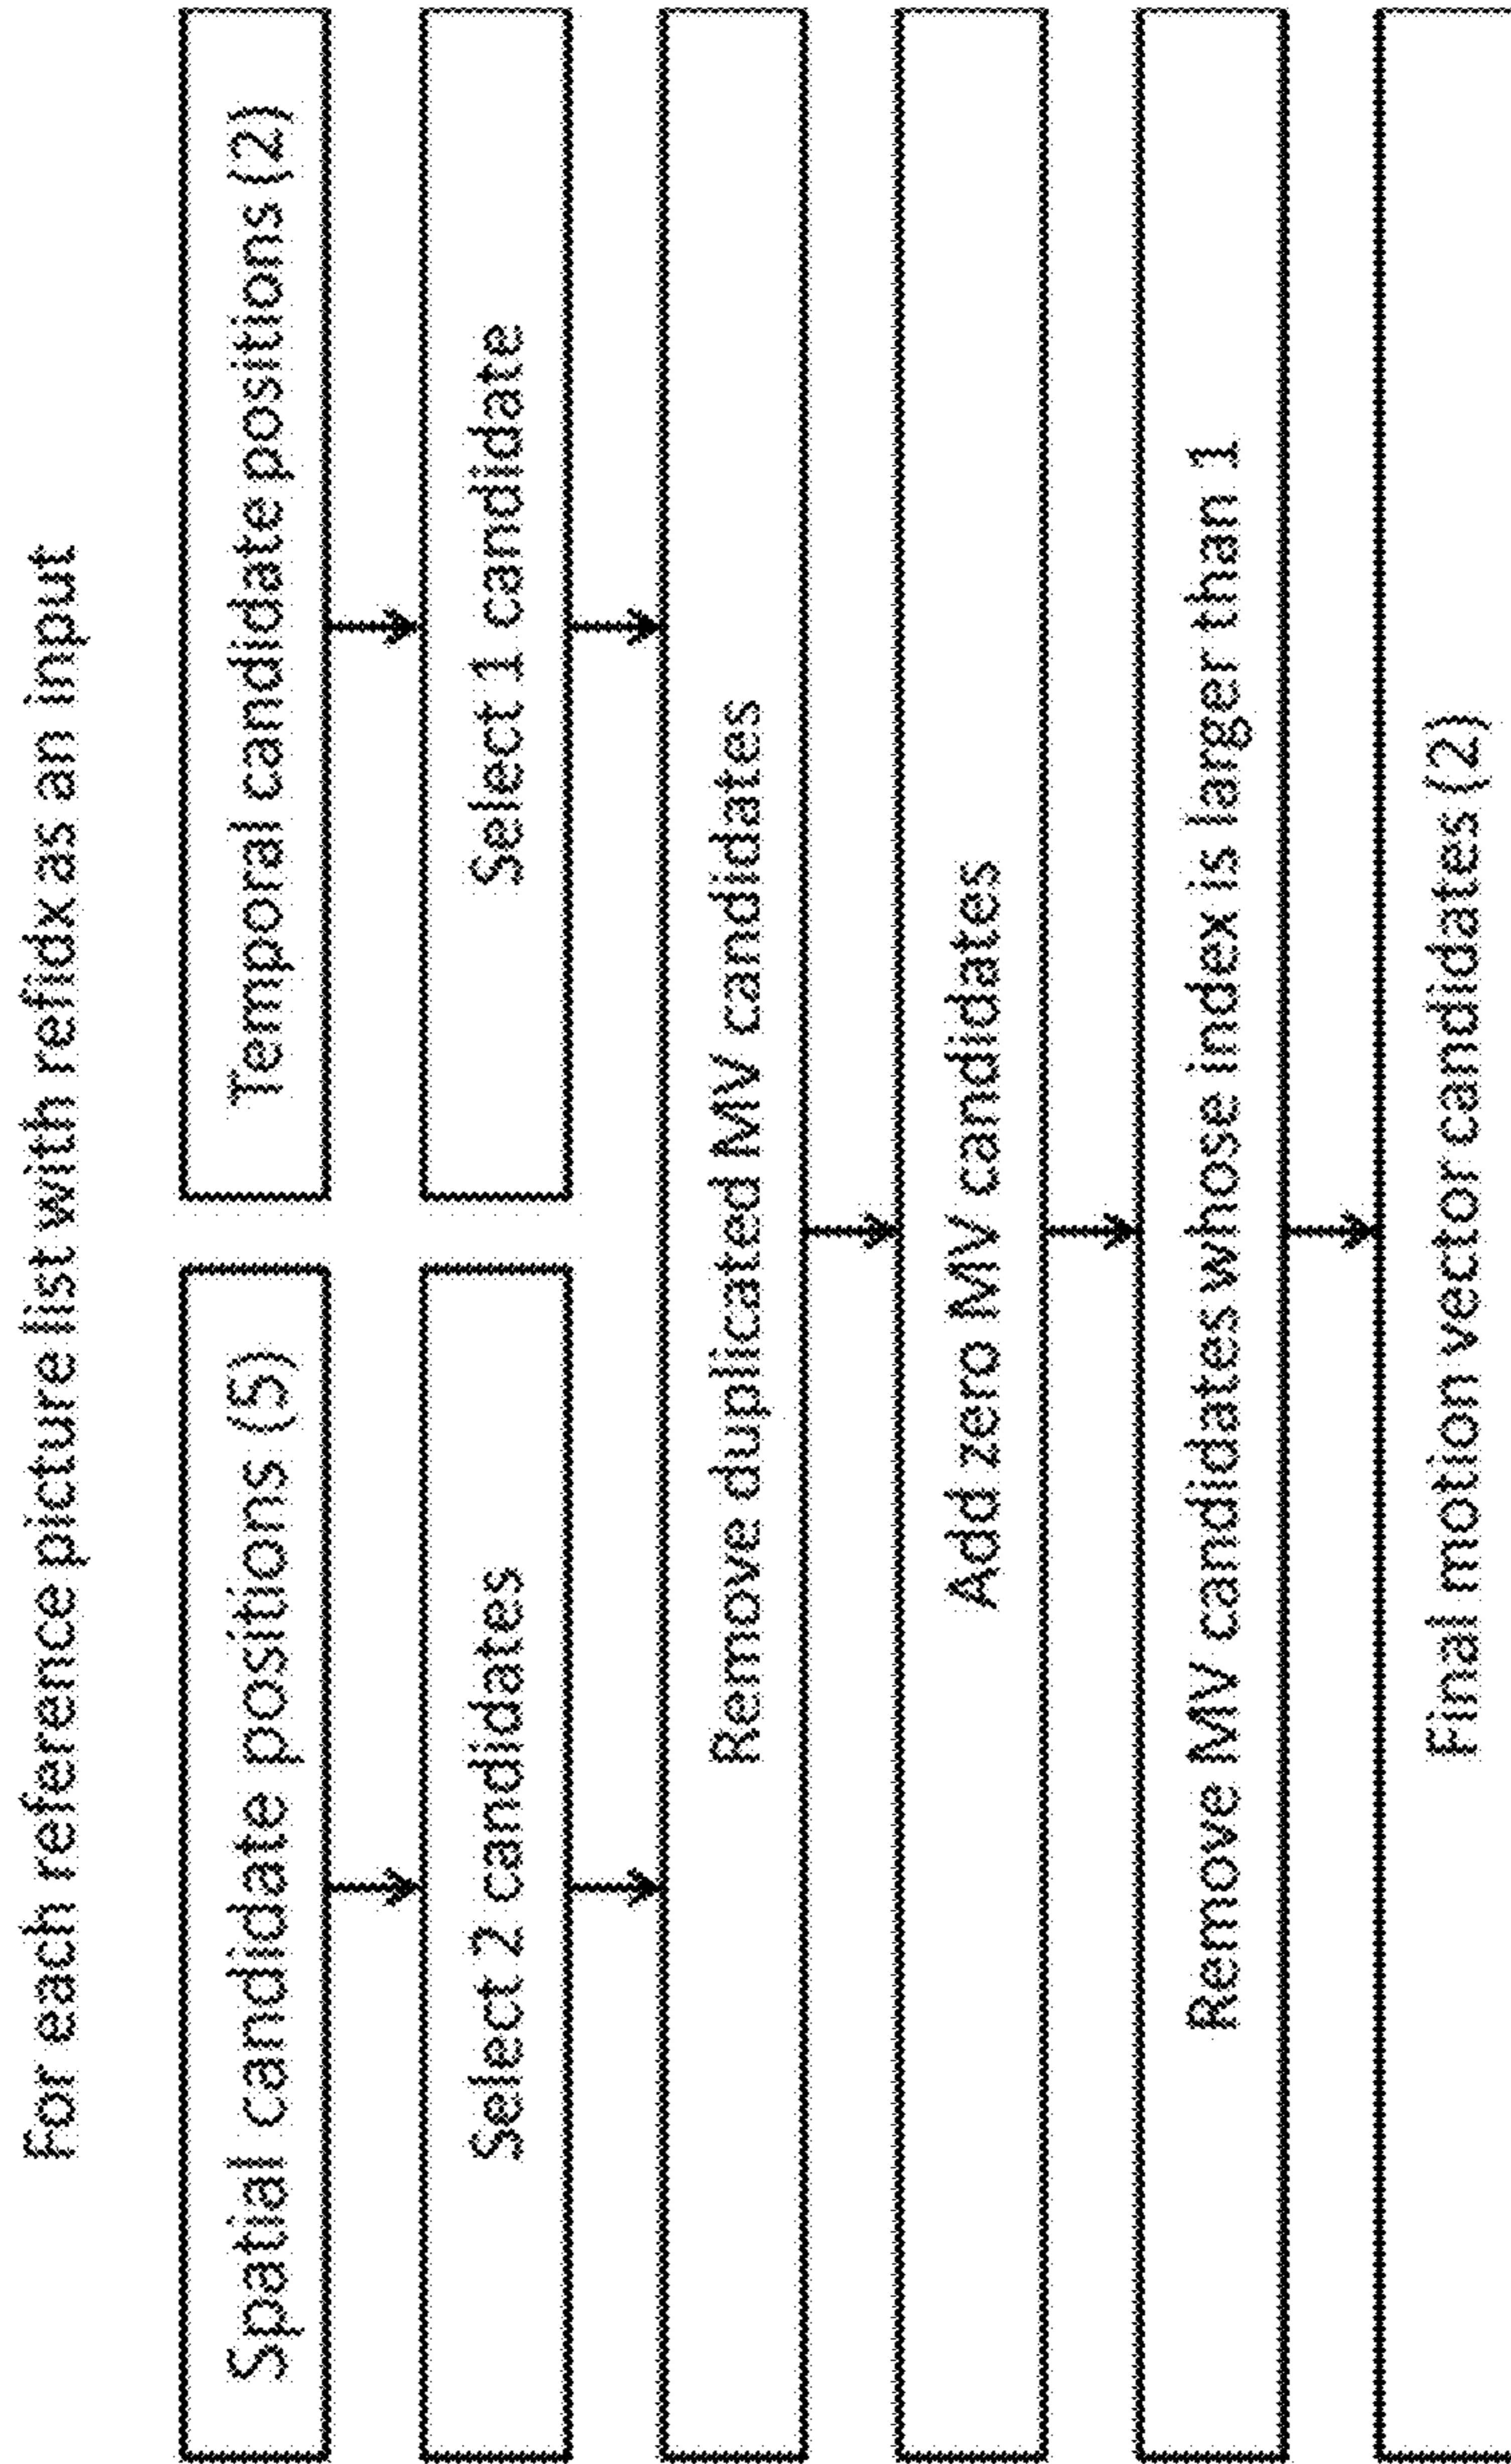 For each reference picture list with refidx as an input
Spatial candidate positions (5)
Temporal candidate positions (2)
Select 2 candidates
Select 1 candidate
Remove duplicated MV candidates
Add zero MV candidates
Remove MV candidates whose index is larger than 1
Final motion vector candidates (2)